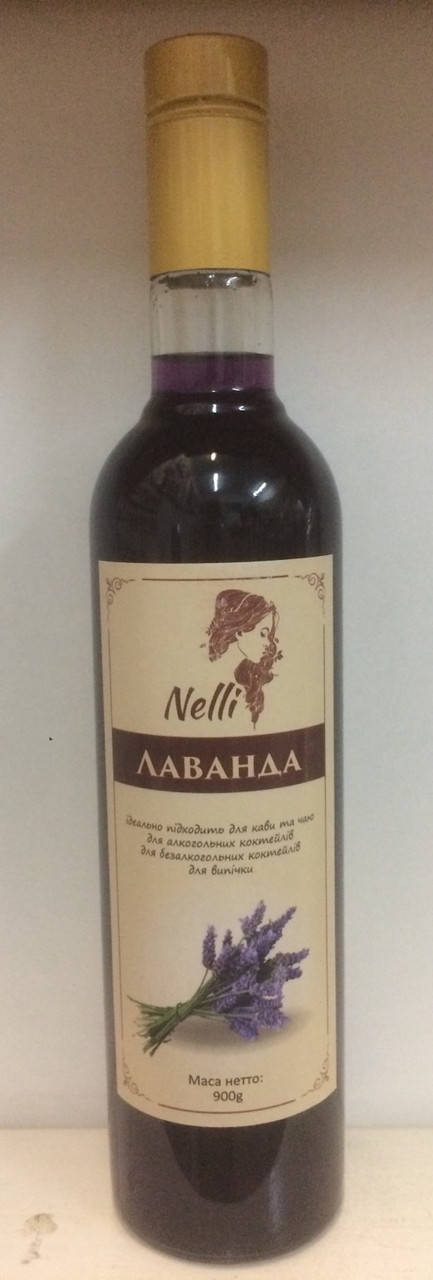 Nelli
ЛАВАНДА
ідеально підходить для кави та чаю
для алкогольних коктейлів
для безалкогольних коктейлів
для випічки
Маса нетто:
900g